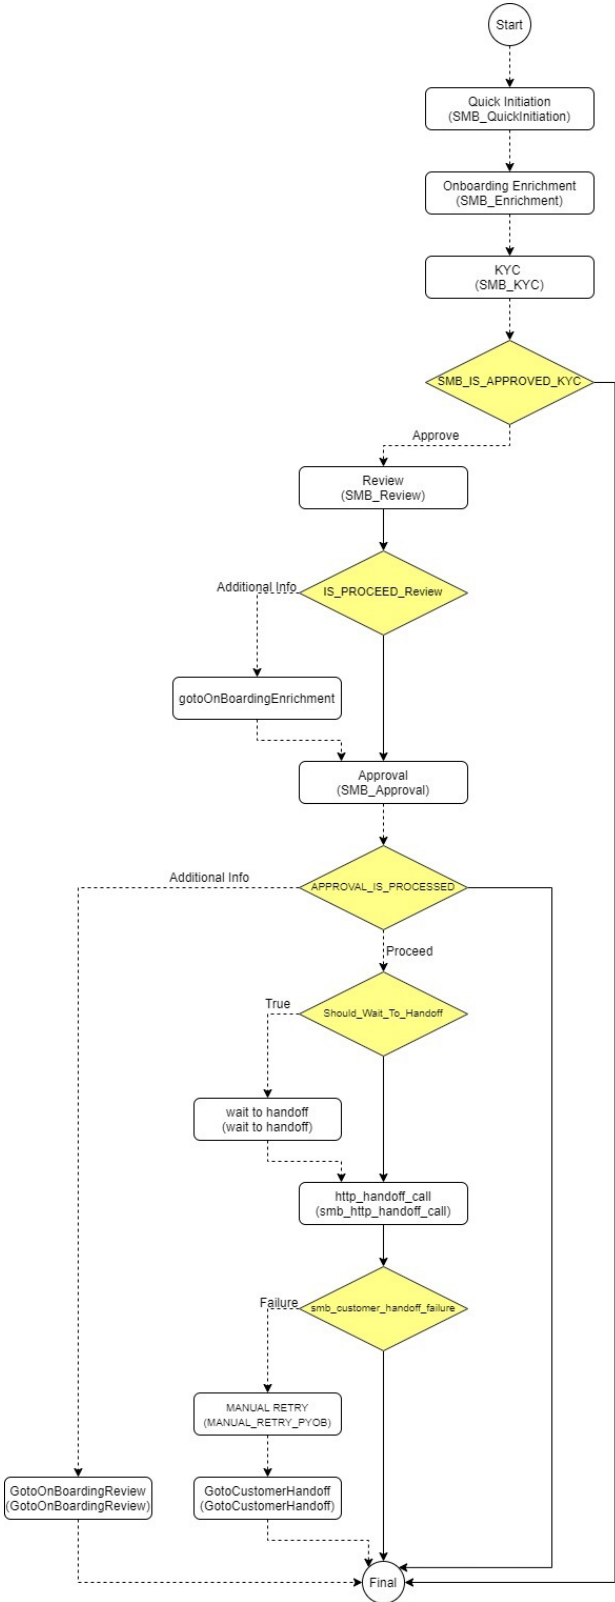 Start
Quick Initiation
(SMB_QuickInitiation)
Onboarding Enrichment
(SMB_Enrichment)
KYC
(SMB_KYC)
SMB_IS_APPROVED_KYC
Approve
Review
(SMB_Review)
Additional Info
IS_PROCEED_Review
gotoOnBoardingEnrichment
Approval
(SMB_Approval)
Additional Info
APPROVAL_IS_PROCESSED
Proceed
True
Should_Wait_To_Handoff
wait to handoff
(wait to handoff)
http_handoff_call
(smb_http_handoff_call)
Failure
smb_customer_handoff_failure
MANUAL RETRY
(MANUAL_RETRY_PYOB)
GotoOnBoardingReview
(GotoOnBoardingReview)
GotoCustomerHandoff
(GotoCustomerHandoff)
Final